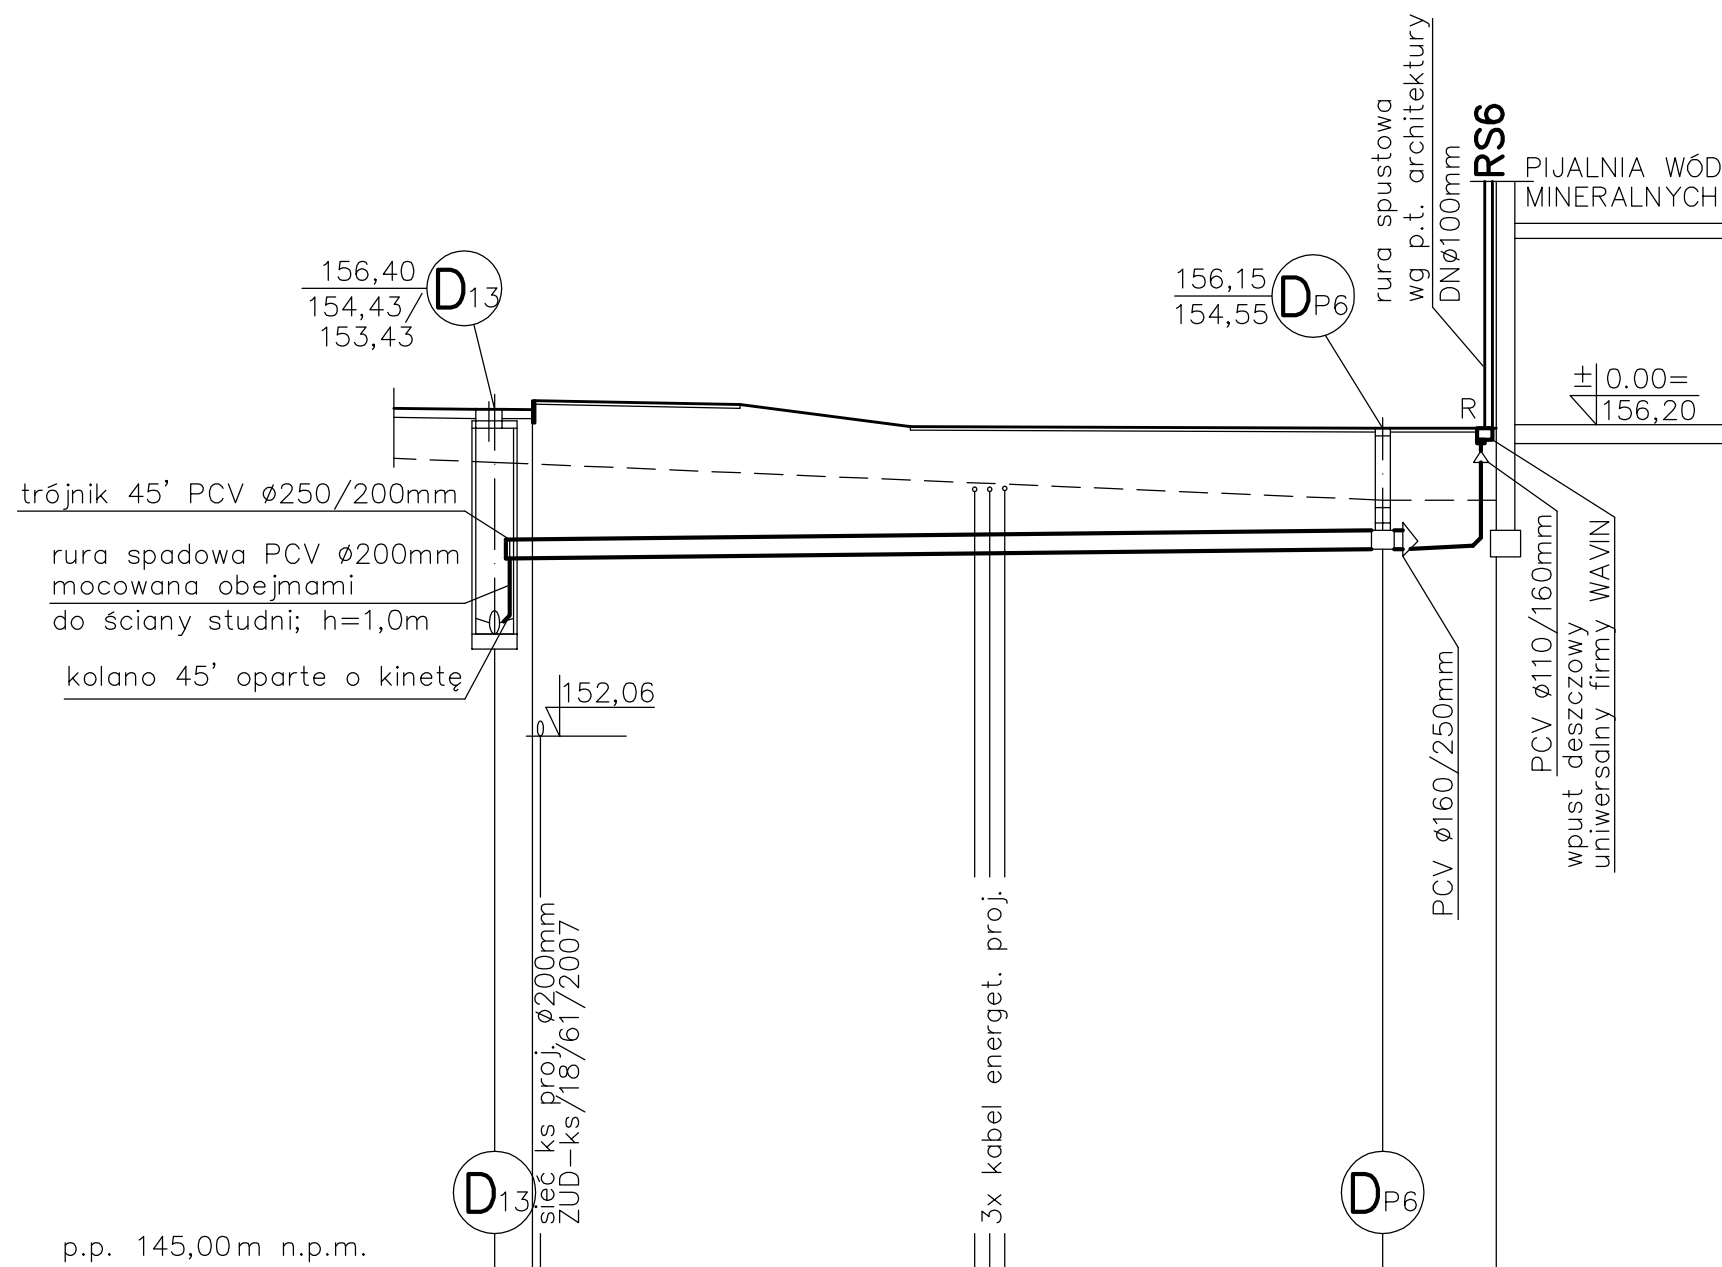 rura spustowa
wg p.t. architektury
DNø100mm
RS6
PIJALNIA WÓD
MINERALNYCH
156,40
154,43/
153,43
D13
156,15
154,55
DP6
± 0.00=
156,20
R
trójnik 45' PCV ø250/200mm
rura spadowa PCV ø200mm
mocowana obejmami
do ściany studni; h=1,0m
kolano 45' oparte o kinetę
152,06
PCV ø160/250mm
PCV ø110/160mm
wpust deszczowy
uniwersalny firmy WAVIN
sieć ks proj. ø200mm
ZUD-ks/18/61/2007
3x kabel energet. proj.
D13
DP6
p.p. 145,00m n.p.m.